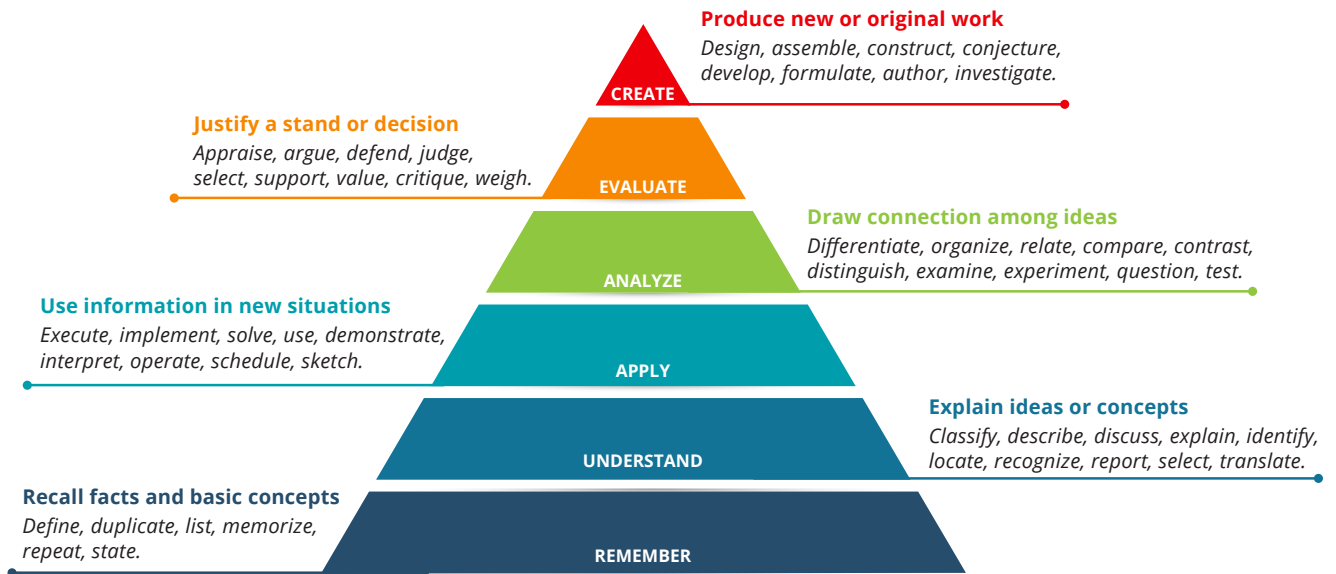 Produce new or original work
Design, assemble, construct, conjecture,
develop, formulate, author, investigate.
CREATE
Justify a stand or decision
Appraise, argue, defend, judge,
select, support, value, critique, weigh.
EVALUATE
Draw connection among ideas
Differentiate, organize, relate, compare, contrast,
distinguish, examine, experiment, question, test.
ANALYZE
Use information in new situations
Execute, implement, solve, use, demonstrate,
interpret, operate, schedule, sketch.
APPLY
Explain ideas or concepts
Classify, describe, discuss, explain, identify,
locate, recognize, report, select, translate.
UNDERSTAND
Recall facts and basic concepts
Define, duplicate, list, memorize,
repeat, state.
REMEMBER